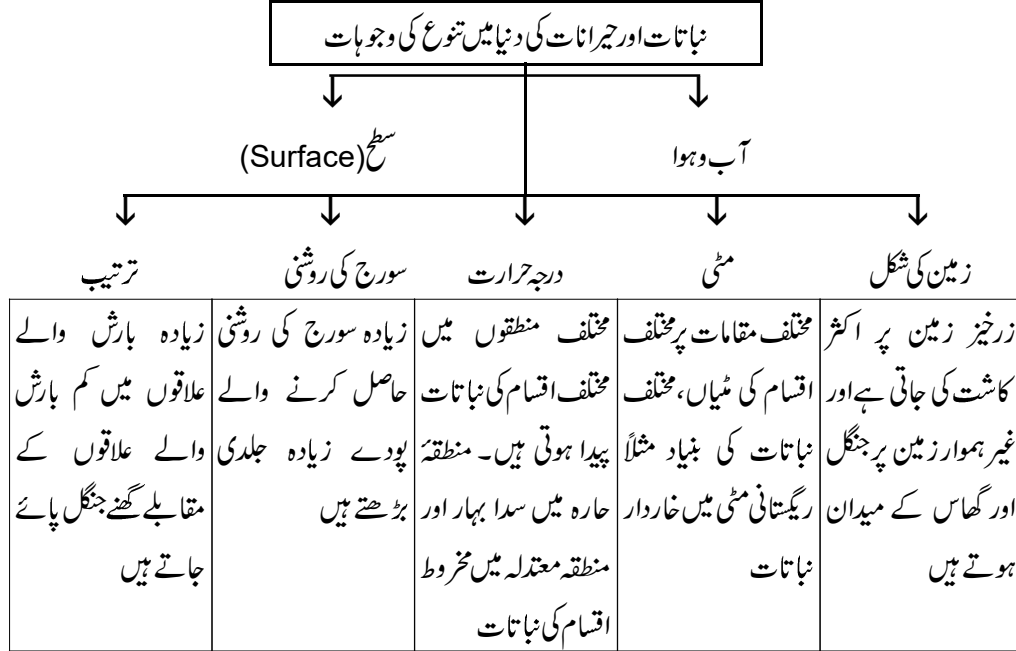 نباتات اور حیرانات کی دنیا میں تنوع کی وجوہات
آب و ہوا
سطح (Surface)
زمین کی شکل
مٹی
درجہ حرارت
سورج کی روشنی
ترتیب
زرخیز زمین پر اکثر
کاشت کی جاتی ہے اور
غیر ہموار زمین پر جنگل
اور گھاس کے میدان
ہوتے ہیں
مختلف مقامات پر مختلف
اقسام کی مٹیاں، مختلف
نباتات کی بنیاد مثلاً
ریگستانی مٹی میں خاردار
نباتات
مختلف منطقوں میں
مختلف اقسام کی نباتات
پیدا ہوتی ہیں۔ منطقۂ
حارہ میں سدا بہار اور
منطقہ معتدلہ میں مخروط
اقسام کی نباتات
زیادہ سورج کی روشنی
حاصل کرنے والے
پودے زیادہ جلدی
بڑھتے ہیں
زیادہ بارش والے
علاقوں میں کم بارش
والے علاقوں کے
مقابلے گھنے جنگل پائے
جاتے ہیں